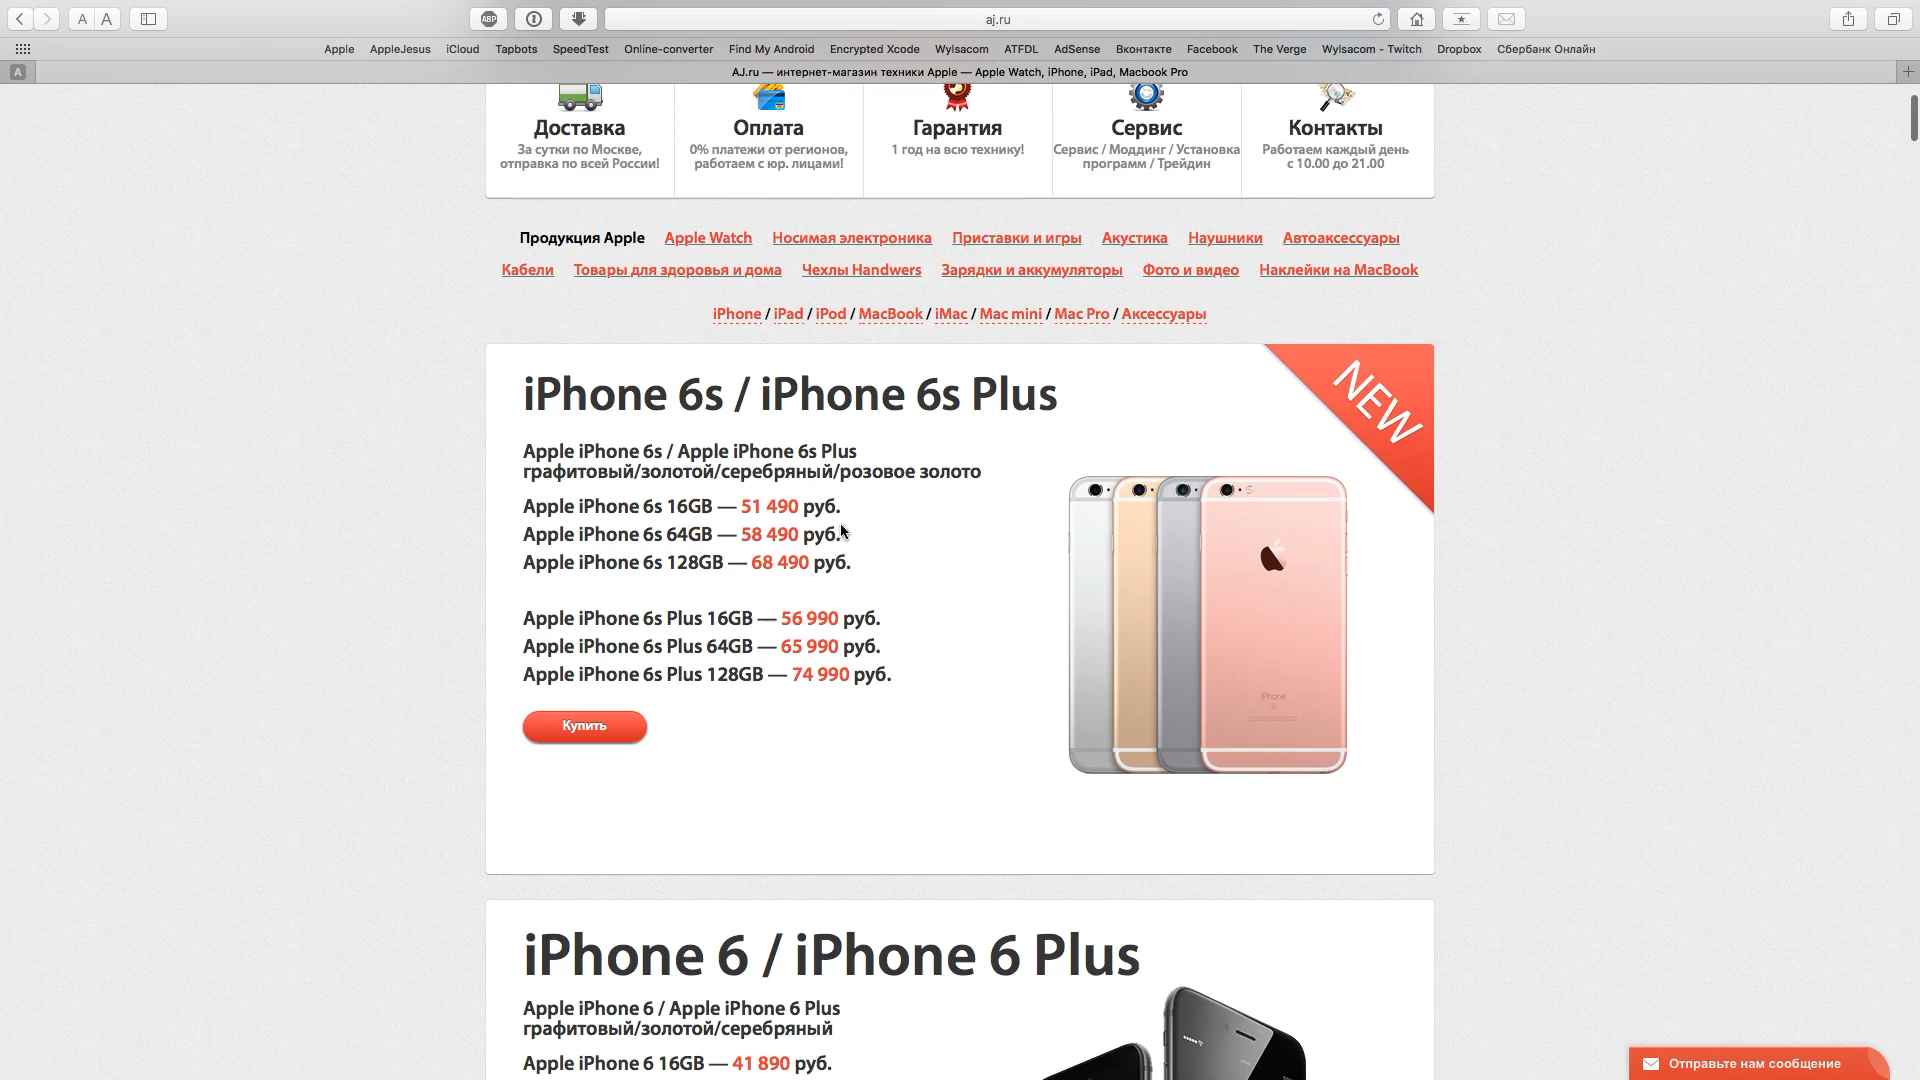 ABP
A A
aj.ru
Apple AppleJesus iCloud Tapbots SpeedTest Online-converter Find My Android Encrypted Xcode Wylsacom ATFDL AdSense Вконтакте Facebook The Verge Wylsacom - Twitch Dropbox Сбербанк Онлайн
A
AJ.ru — интернет-магазин техники Apple — Apple Watch, iPhone, iPad, Macbook Pro
Доставка
За сутки по Москве,
отправка по всей России!
Оплата
0% платежи от регионов,
работаем с юр. лицами!
Гарантия
1 год на всю технику!
Сервис
Сервис / Моддинг / Установка
программ / Трейдин
Контакты
Работаем каждый день
с 10.00 до 21.00
Продукция Apple Apple Watch Носимая электроника Приставки и игры Акустика Наушники Автоаксессуары
Кабели Товары для здоровья и дома Чехлы Handwers Зарядки и аккумуляторы Фото и видео Наклейки на MacBook
iPhone / iPad / iPod / MacBook / iMac / Mac mini / Mac Pro / Аксессуары
iPhone 6s / iPhone 6s Plus
NEW
Apple iPhone 6s / Apple iPhone 6s Plus
графитовый/золотой/серебряный/розовое золото
Apple iPhone 6s 16GB — 51 490 руб.
Apple iPhone 6s 64GB — 58 490 руб.
Apple iPhone 6s 128GB — 68 490 руб.
Apple iPhone 6s Plus 16GB — 56 990 руб.
Apple iPhone 6s Plus 64GB — 65 990 руб.
Apple iPhone 6s Plus 128GB — 74 990 руб.
iPhone
S
Купить
iPhone 6 / iPhone 6 Plus
Apple iPhone 6 / Apple iPhone 6 Plus
графитовый/золотой/серебряный
Apple iPhone 6 16GB — 41 890 руб.
Отправьте нам сообщение